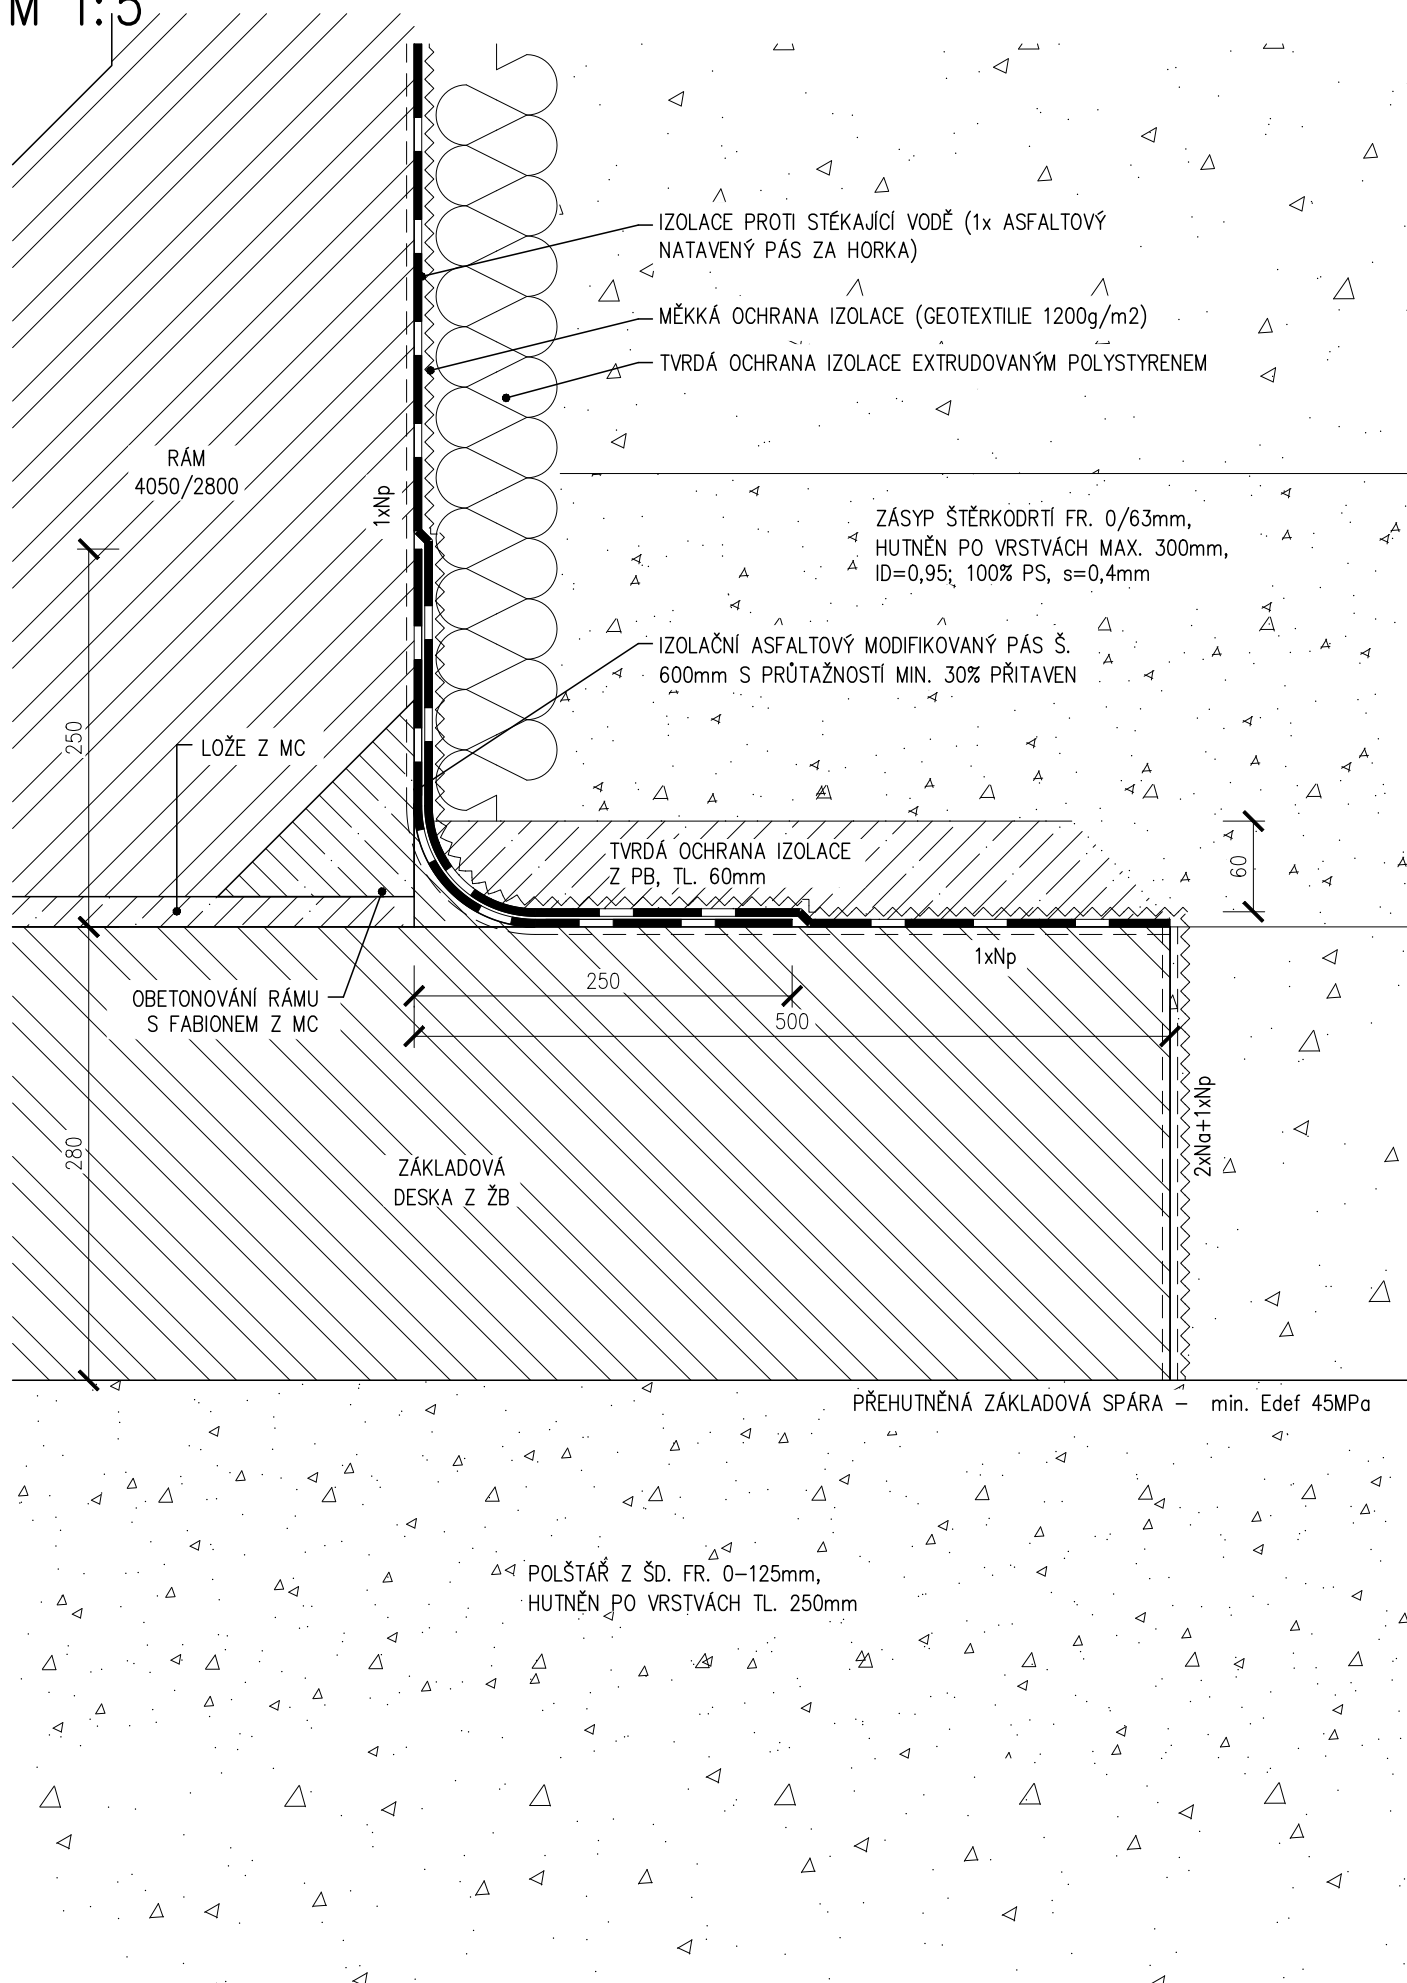 M 1:5
IZOLACE PROTI STÉKAJÍCÍ VODĚ (1x ASFALTOVÝ
NATAVENÝ PÁS ZA HORKA)
MĚKKÁ OCHRANA IZOLACE (GEOTEXTILIE 1200g/m2)
TVRDÁ OCHRANA IZOLACE EXTRUDOVANÝM POLYSTYRENEM
RÁM
4050/2800
1xNp
ZÁSYP ŠTĚRKODRTÍ FR. 0/63mm,
HUTNĚN PO VRSTVÁCH MAX. 300mm,
ID=0,95; 100% PS, s=0,4mm
IZOLAČNÍ ASFALTOVÝ MODIFIKOVANÝ PÁS Š.
600mm S PRŮTAŽNOSTÍ MIN. 30% PŘITAVEN
250
LOŽE Z MC
TVRDÁ OCHRANA IZOLACE
Z PB, TL. 60mm
60
1xNp
250
OBETONOVÁNÍ RÁMU
S FABIONEM Z MC
500
2xNa+1xNp
280
ZÁKLADOVÁ
DESKA Z ŽB
PŘEHUTNĚNÁ ZÁKLADOVÁ SPÁRA – min. Edef 45MPa
POLŠTÁŘ Z ŠD. FR. 0–125mm,
HUTNĚN PO VRSTVÁCH TL. 250mm